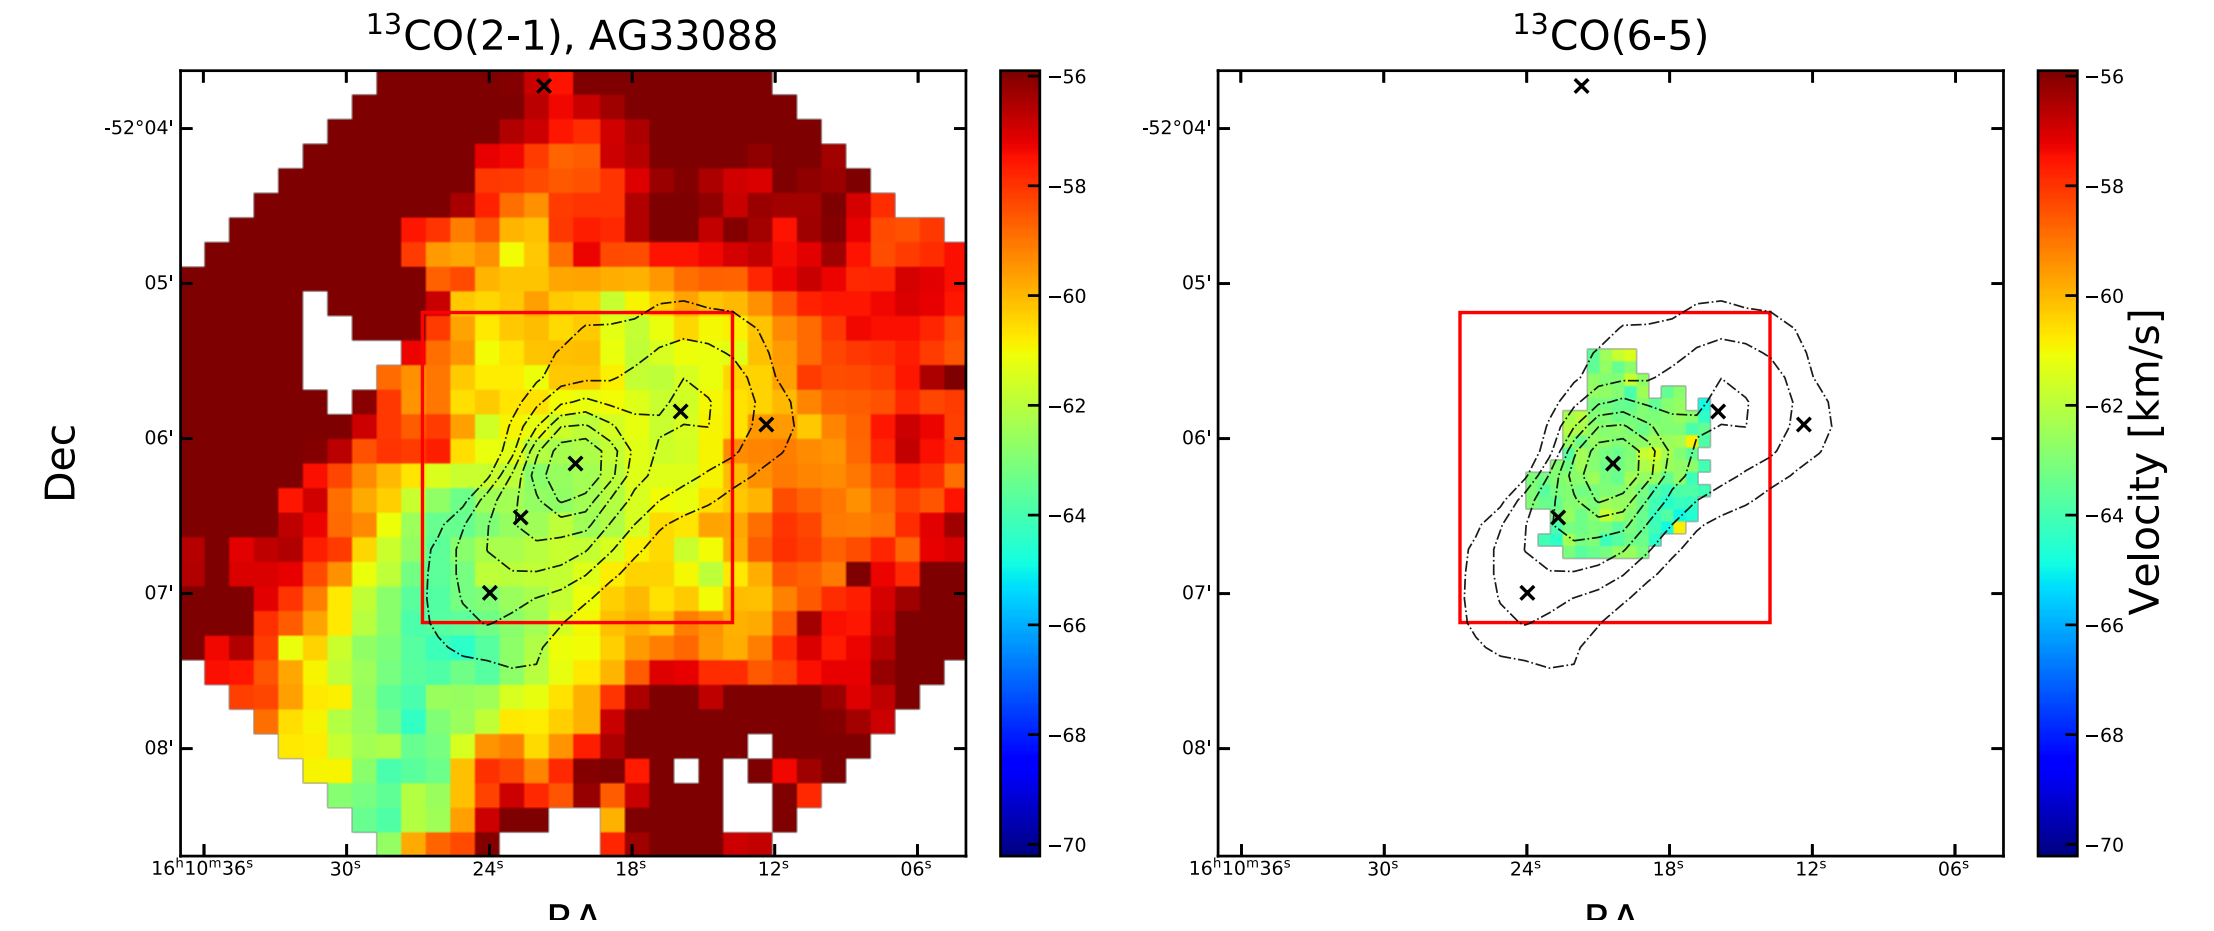 ¹³CO(2-1), AG33088
¹³CO(6-5)
-52°04'
05'
06'
07'
08'
Dec
16ʰ10ᵐ36ˢ
30ˢ
24ˢ
18ˢ
12ˢ
06ˢ
RA
−56
−58
−60
−62
−64
−66
−68
−70
-52°04'
05'
06'
07'
08'
16ʰ10ᵐ36ˢ
30ˢ
24ˢ
18ˢ
12ˢ
06ˢ
RA
−56
−58
−60
−62
−64
−66
−68
−70
Velocity [km/s]